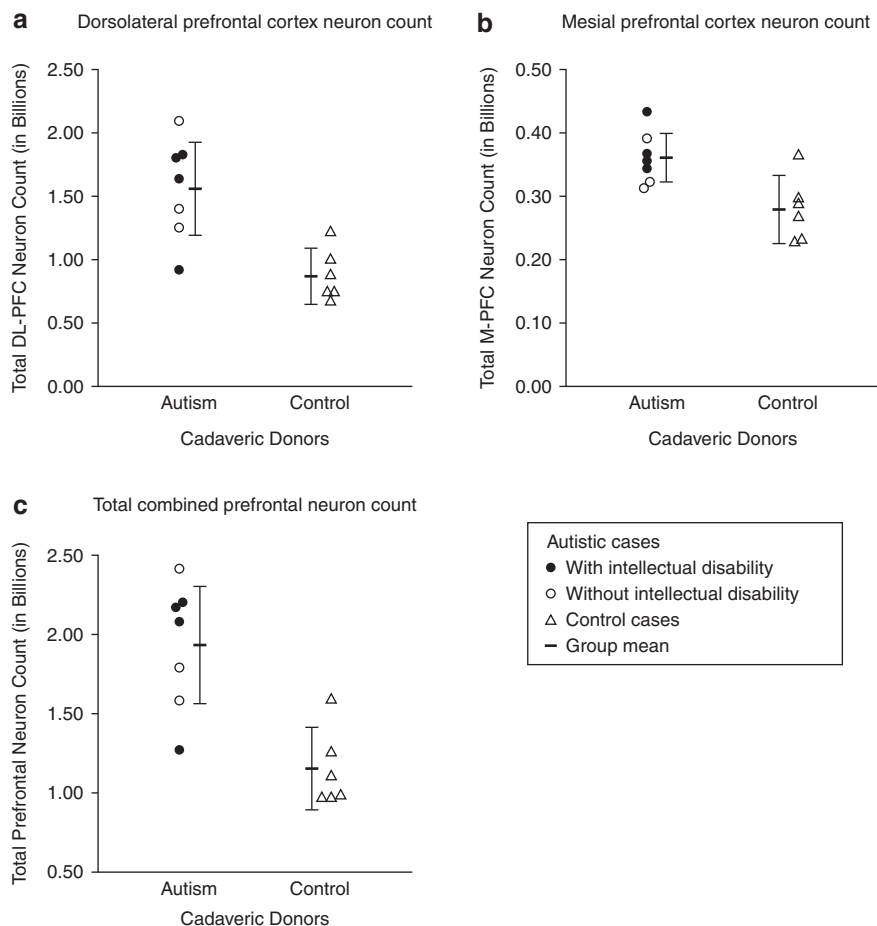 a Dorsolateral prefrontal cortex neuron count
Total DL-PFC Neuron Count (in Billions)
2.50
2.00
1.50
1.00
0.50
0.00
Autism Control
Cadaveric Donors
b Mesial prefrontal cortex neuron count
Total M-PFC Neuron Count (in Billions)
0.50
0.40
0.30
0.20
0.10
0.00
Autism Control
Cadaveric Donors
c Total combined prefrontal neuron count
Total Prefrontal Neuron Count (in Billions)
2.50
2.00
1.50
1.00
0.50
Autism Control
Cadaveric Donors
Autistic cases
With intellectual disability
Without intellectual disability
Control cases
Group mean